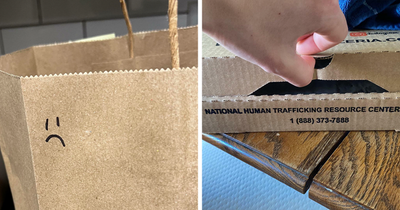 NATIONAL HUMAN TRAFFICKING RESOURCE CENTER
1 (888) 373-7888